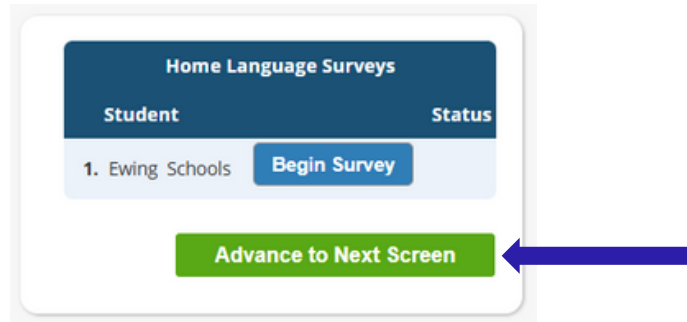 Home Language Surveys
Student Status
1. Ewing Schools Begin Survey
Advance to Next Screen